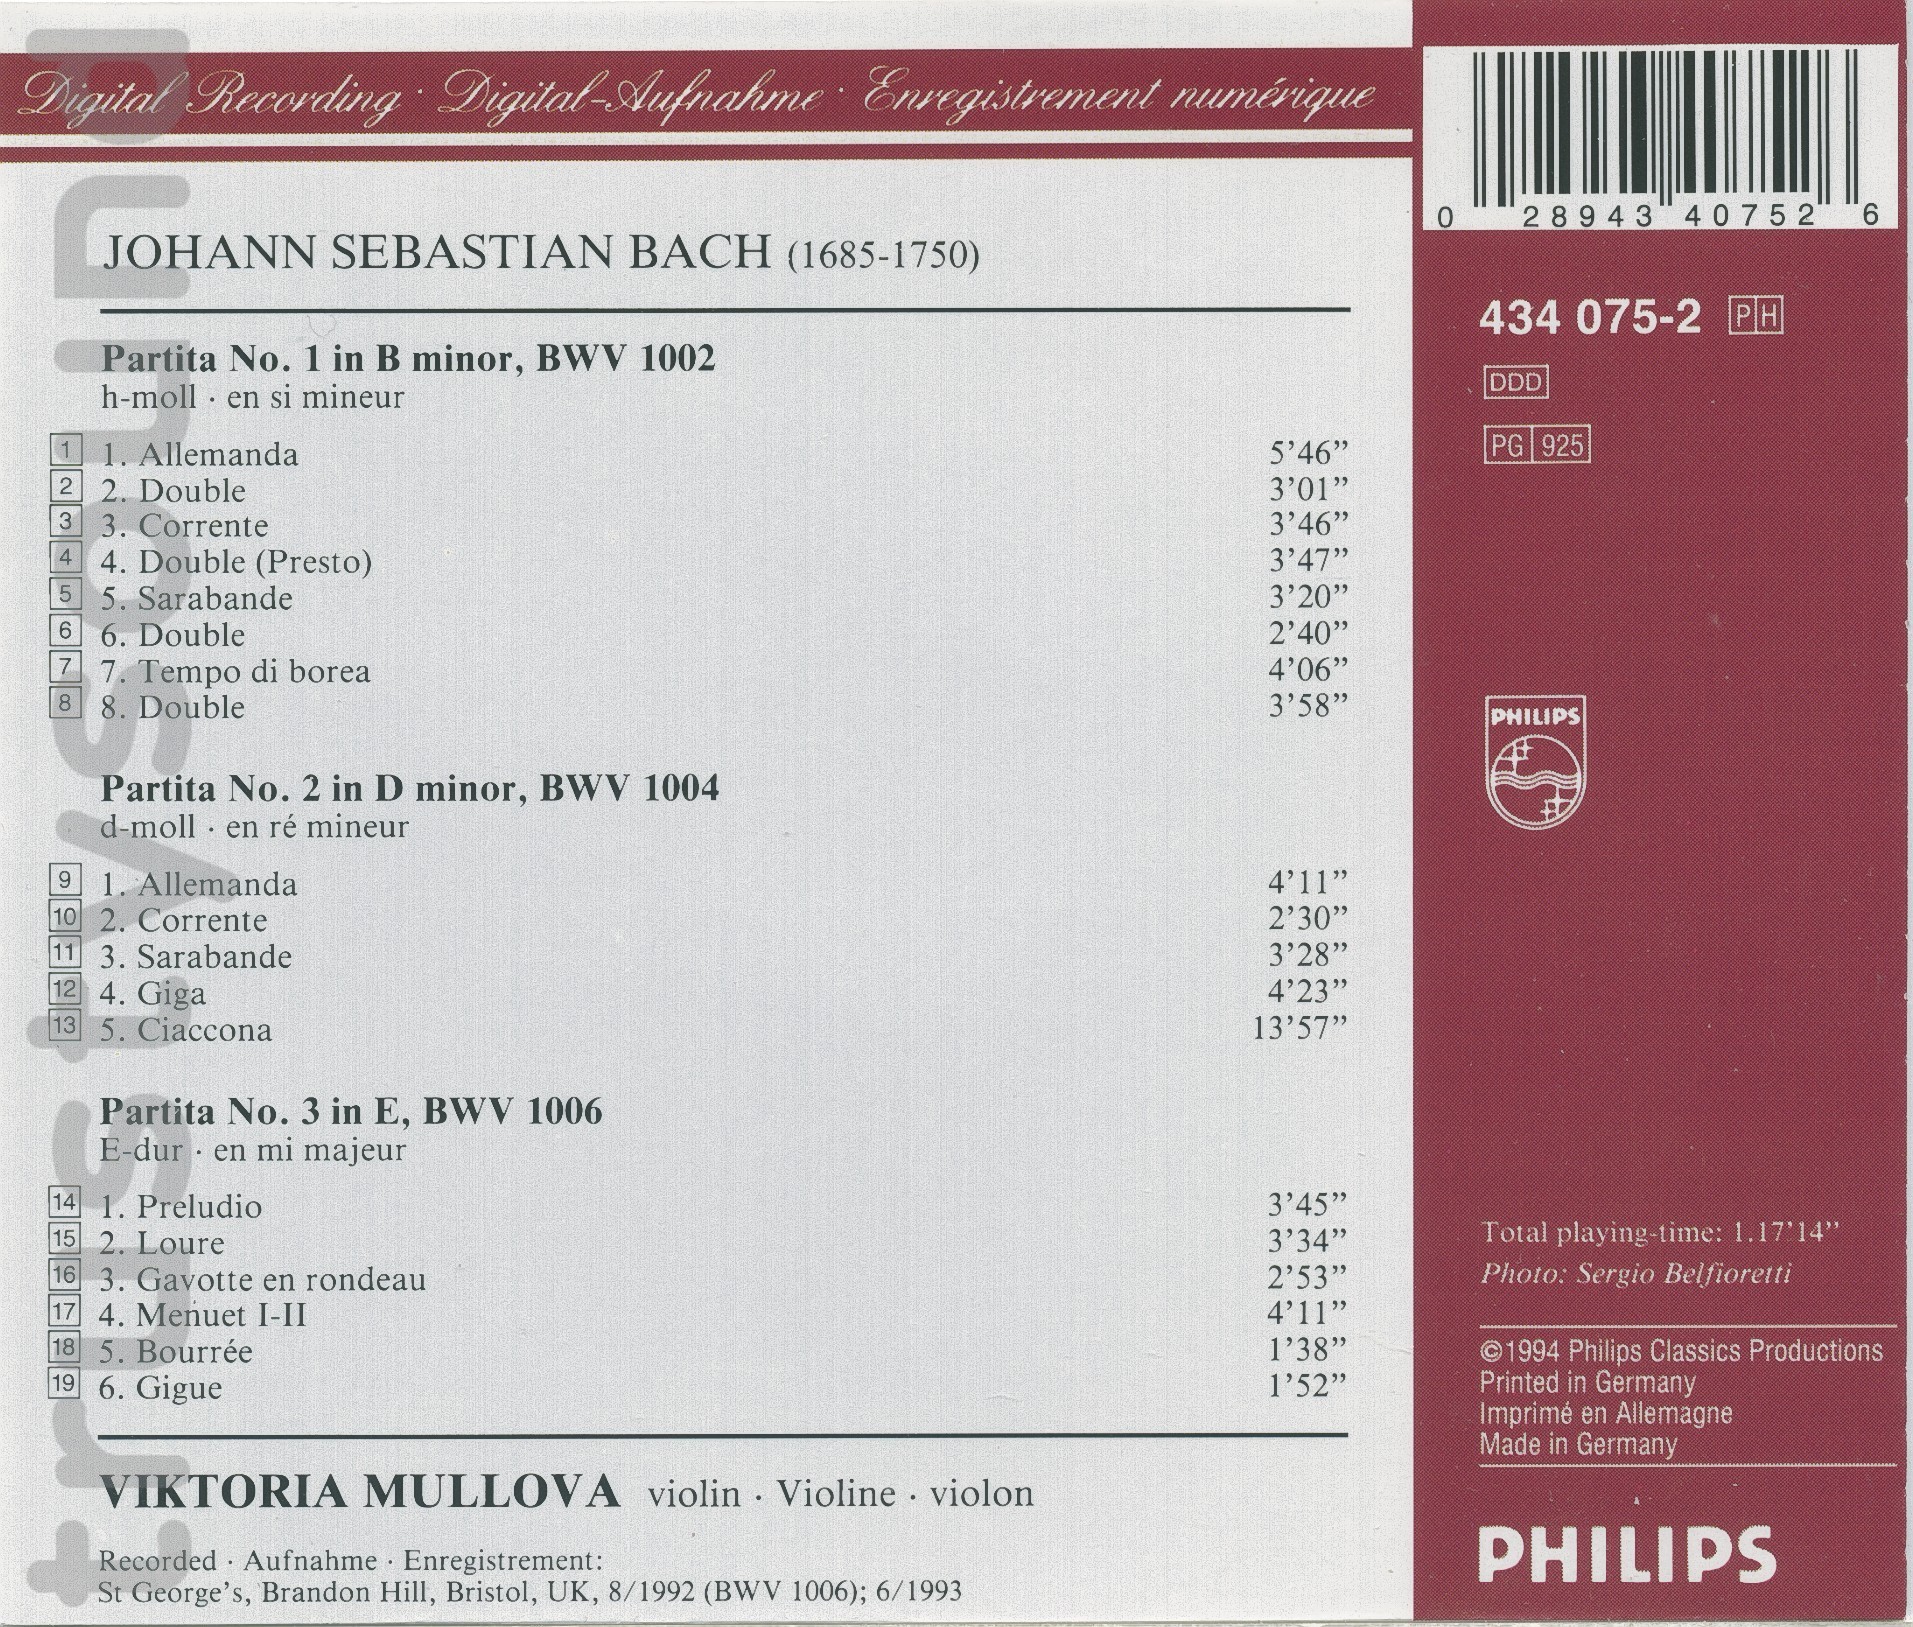 Digital Recording · Digital-Aufnahme · Enregistrement numérique
JOHANN SEBASTIAN BACH (1685-1750)
Partita No. 1 in B minor, BWV 1002
h-moll · en si mineur
1 1. Allemanda 5’46”
2 2. Double 3’01”
3 3. Corrente 3’46”
4 4. Double (Presto) 3’47”
5 5. Sarabande 3’20”
6 6. Double 2’40”
7 7. Tempo di borea 4’06”
8 8. Double 3’58”
Partita No. 2 in D minor, BWV 1004
d-moll · en ré mineur
9 1. Allemanda 4’11”
10 2. Corrente 2’30”
11 3. Sarabande 3’28”
12 4. Giga 4’23”
13 5. Ciaccona 13’57”
Partita No. 3 in E, BWV 1006
E-dur · en mi majeur
14 1. Preludio 3’45”
15 2. Loure 3’34”
16 3. Gavotte en rondeau 2’53”
17 4. Menuet I-II 4’11”
18 5. Bourrée 1’38”
19 6. Gigue 1’52”
VIKTORIA MULLOVA violin · Violine · violon
Recorded · Aufnahme · Enregistrement:
St George’s, Brandon Hill, Bristol, UK, 8/1992 (BWV 1006); 6/1993
0 28943 40752 6
434 075-2 PH
DDD
PG 925
PHILIPS
Total playing-time: 1.17’14”
Photo: Sergio Belfioretti
©1994 Philips Classics Productions
Printed in Germany
Imprimé en Allemagne
Made in Germany
PHILIPS
trustysound